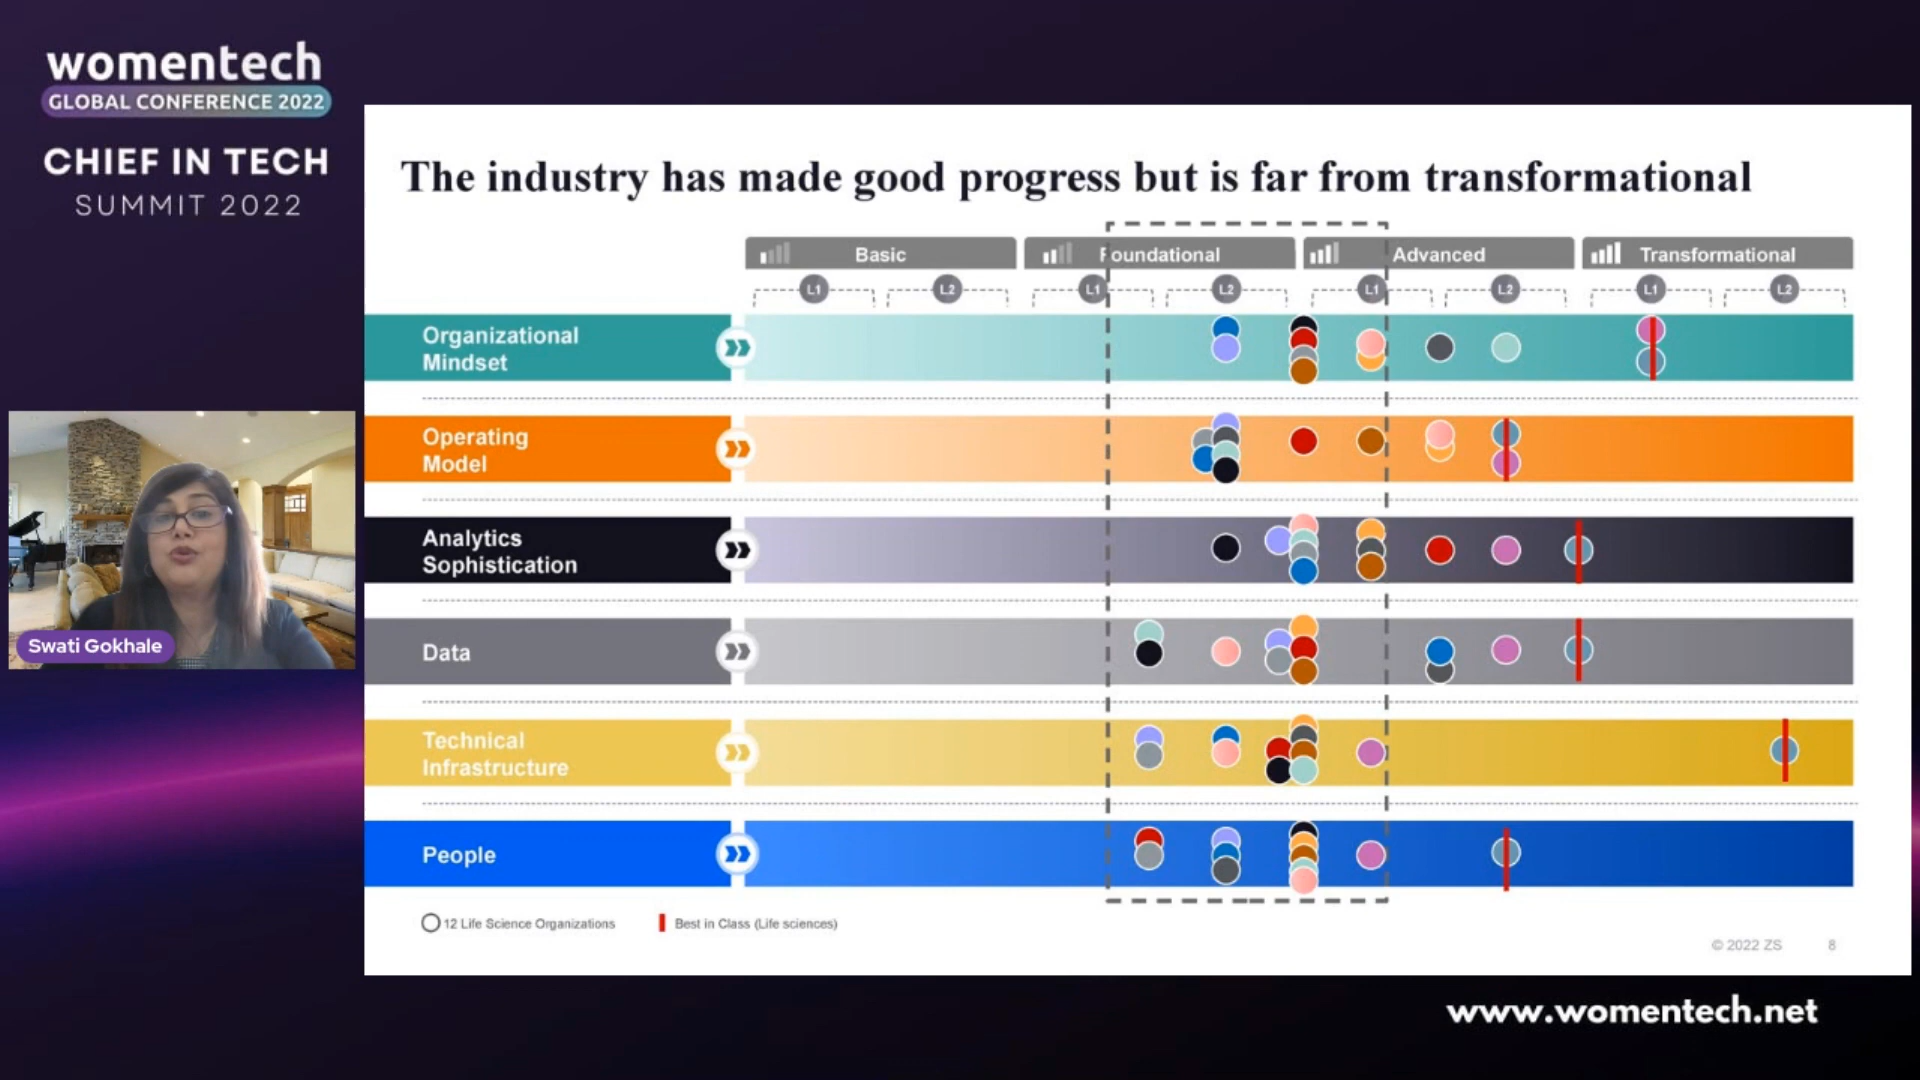 womentech
GLOBAL CONFERENCE 2022
CHIEF IN TECH
SUMMIT 2022
The industry has made good progress but is far from transformational
Basic
Foundational
Advanced
Transformational
L1
L2
L1
L2
L1
L2
L1
L2
Organizational
Mindset
Operating
Model
Analytics
Sophistication
Data
Technical
Infrastructure
People
12 Life Science Organizations
Best in Class (Life sciences)
© 2022 ZS
8
Swati Gokhale
www.womentech.net